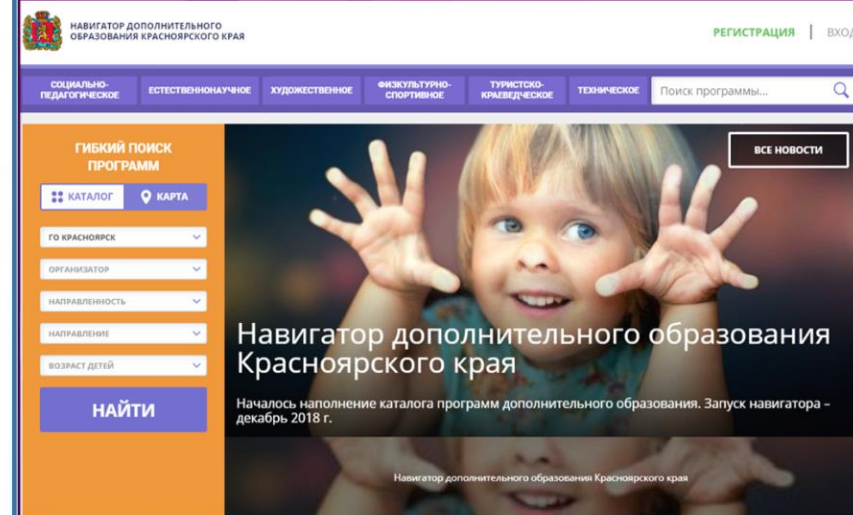 НАВИГАТОР ДОПОЛНИТЕЛЬНОГО
ОБРАЗОВАНИЯ КРАСНОЯРСКОГО КРАЯ
РЕГИСТРАЦИЯ | ВХОД
СОЦИАЛЬНО-
ПЕДАГОГИЧЕСКОЕ
ЕСТЕСТВЕННОНАУЧНОЕ
ХУДОЖЕСТВЕННОЕ
ФИЗКУЛЬТУРНО-
СПОРТИВНОЕ
ТУРИСТСКО-
КРАЕВЕДЧЕСКОЕ
ТЕХНИЧЕСКОЕ
Поиск программы...
ГИБКИЙ ПОИСК
ПРОГРАММ
КАТАЛОГ
КАРТА
ГО КРАСНОЯРСК
ОРГАНИЗАТОР
НАПРАВЛЕННОСТЬ
НАПРАВЛЕНИЕ
ВОЗРАСТ ДЕТЕЙ
НАЙТИ
ВСЕ НОВОСТИ
Навигатор дополнительного образования
Красноярского края
Началось наполнение каталога программ дополнительного образования. Запуск навигатора –
декабрь 2018 г.
Навигатор дополнительного образования Красноярского края